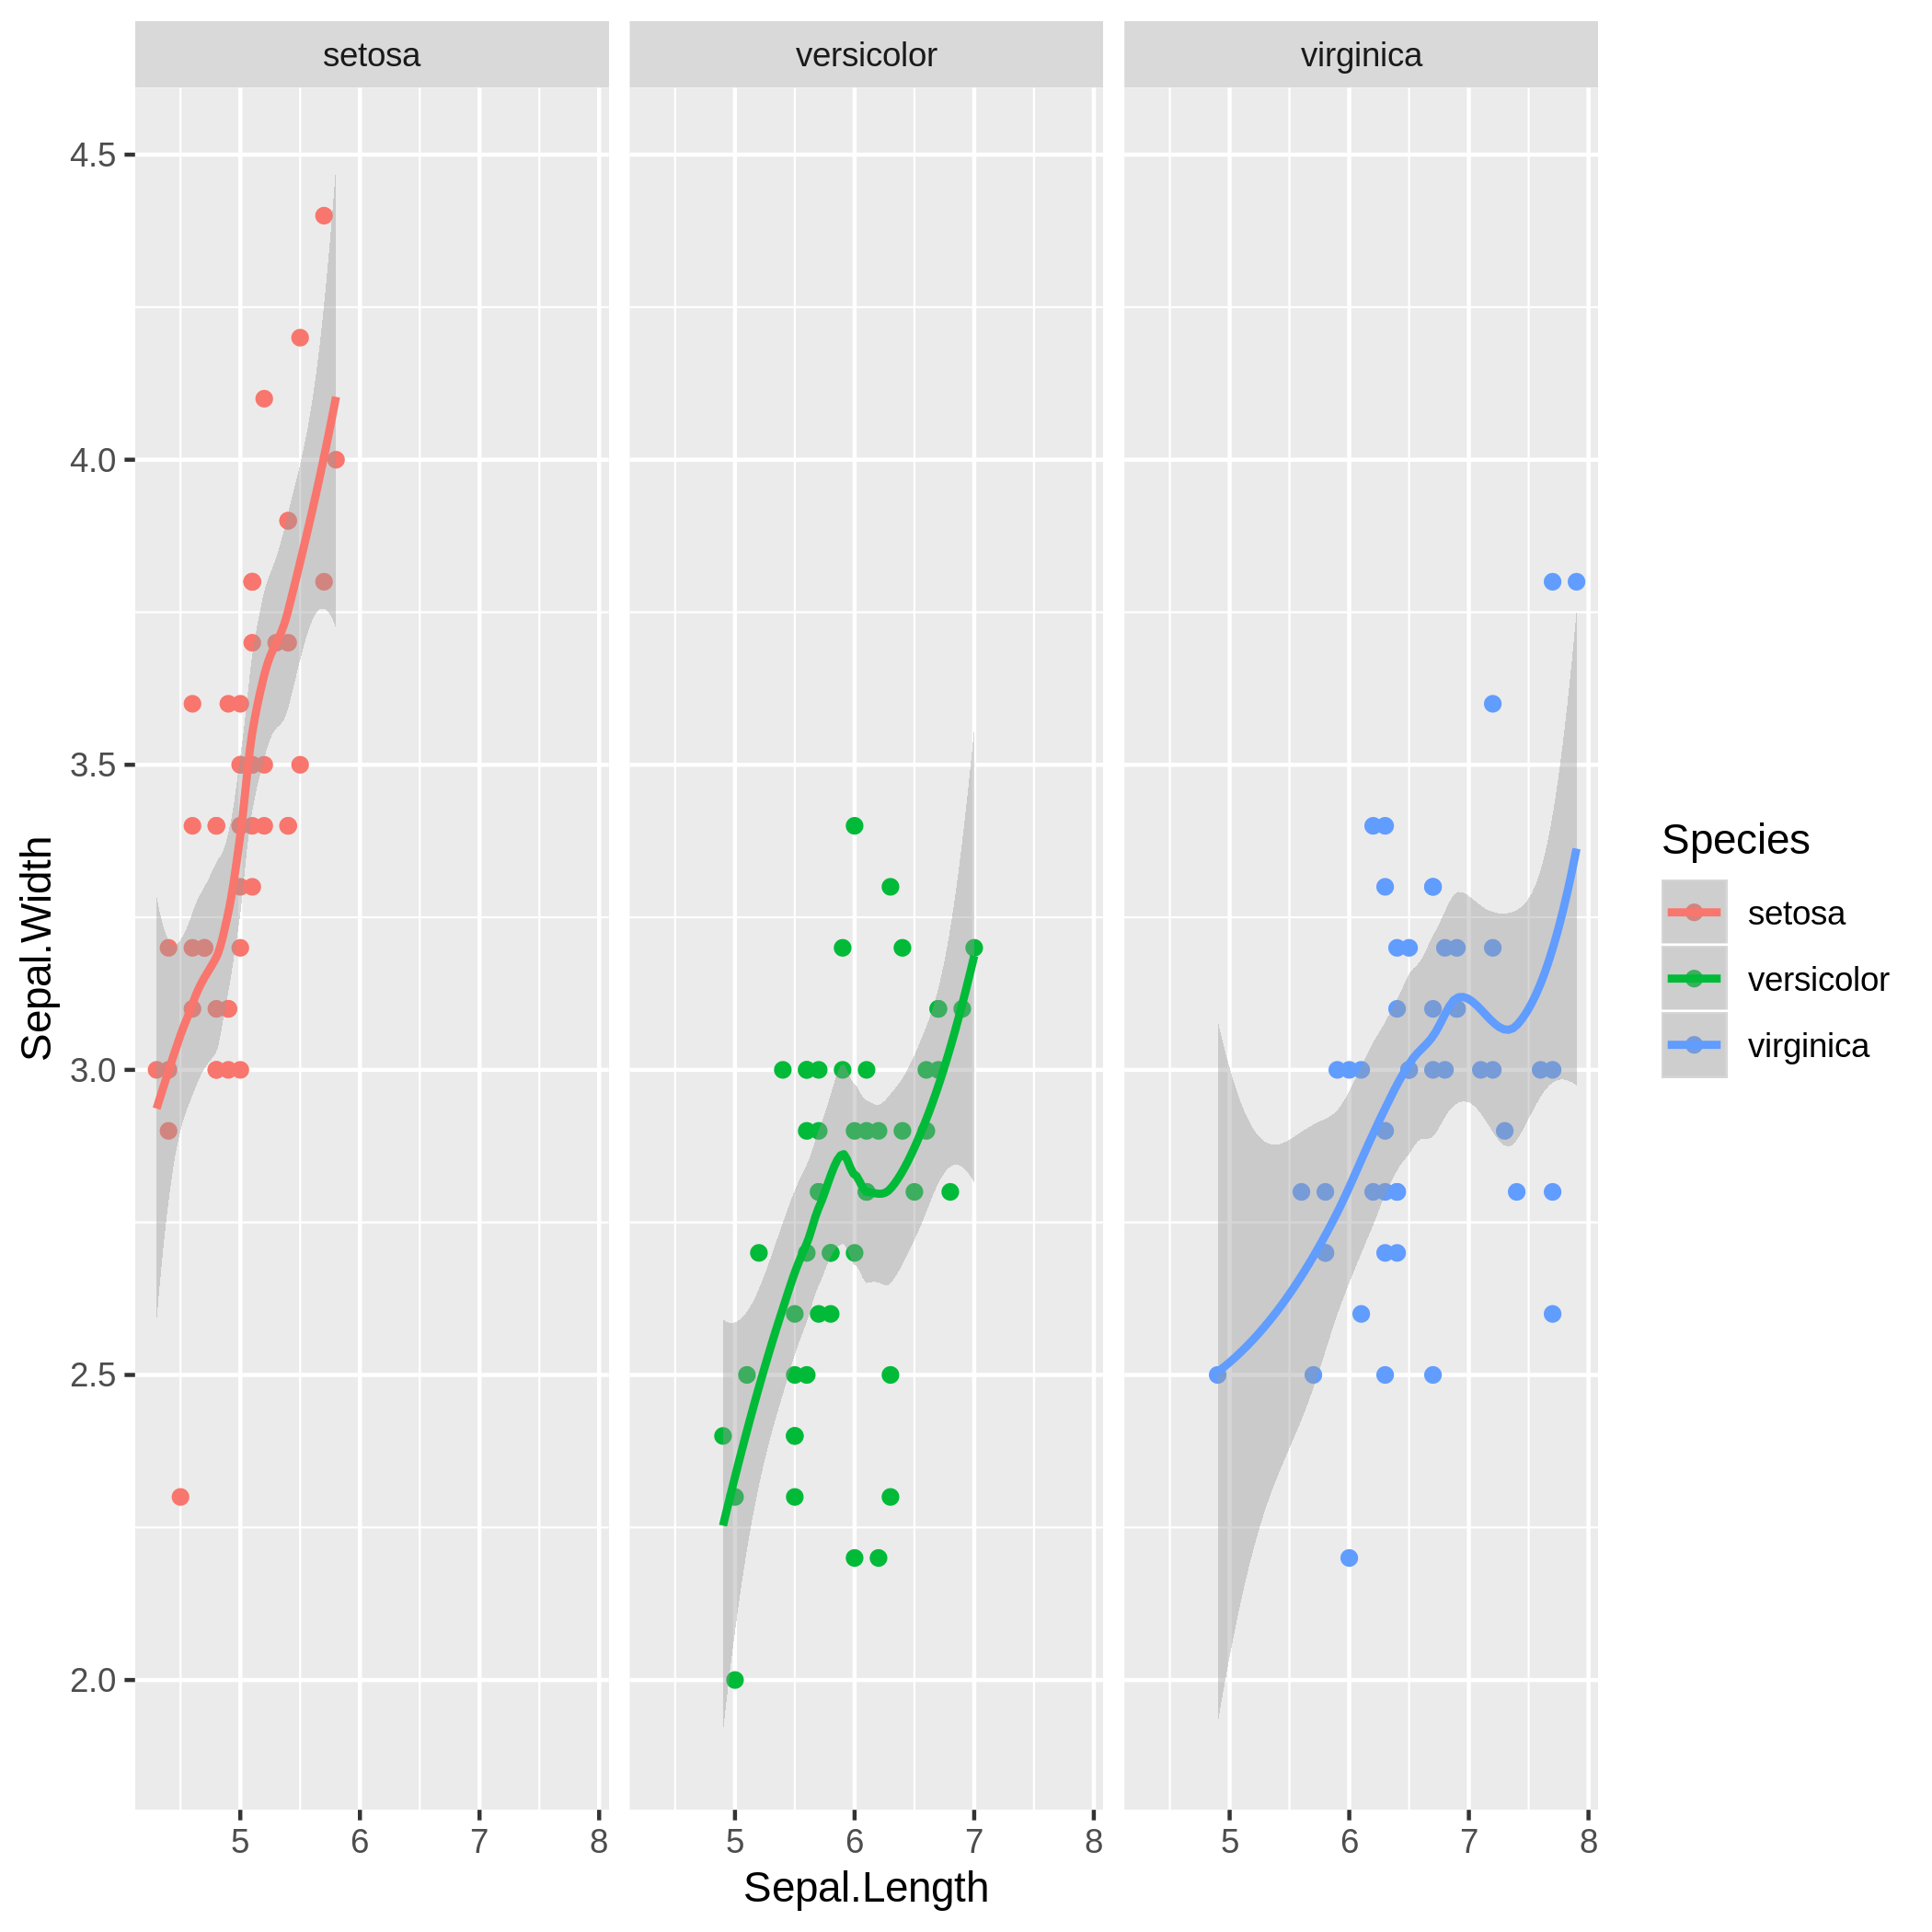 setosa
versicolor
virginica
4.5
4.0
3.5
3.0
2.5
2.0
Sepal.Width
5 6 7 8
5 6 7 8
5 6 7 8
Sepal.Length
Species
setosa
versicolor
virginica